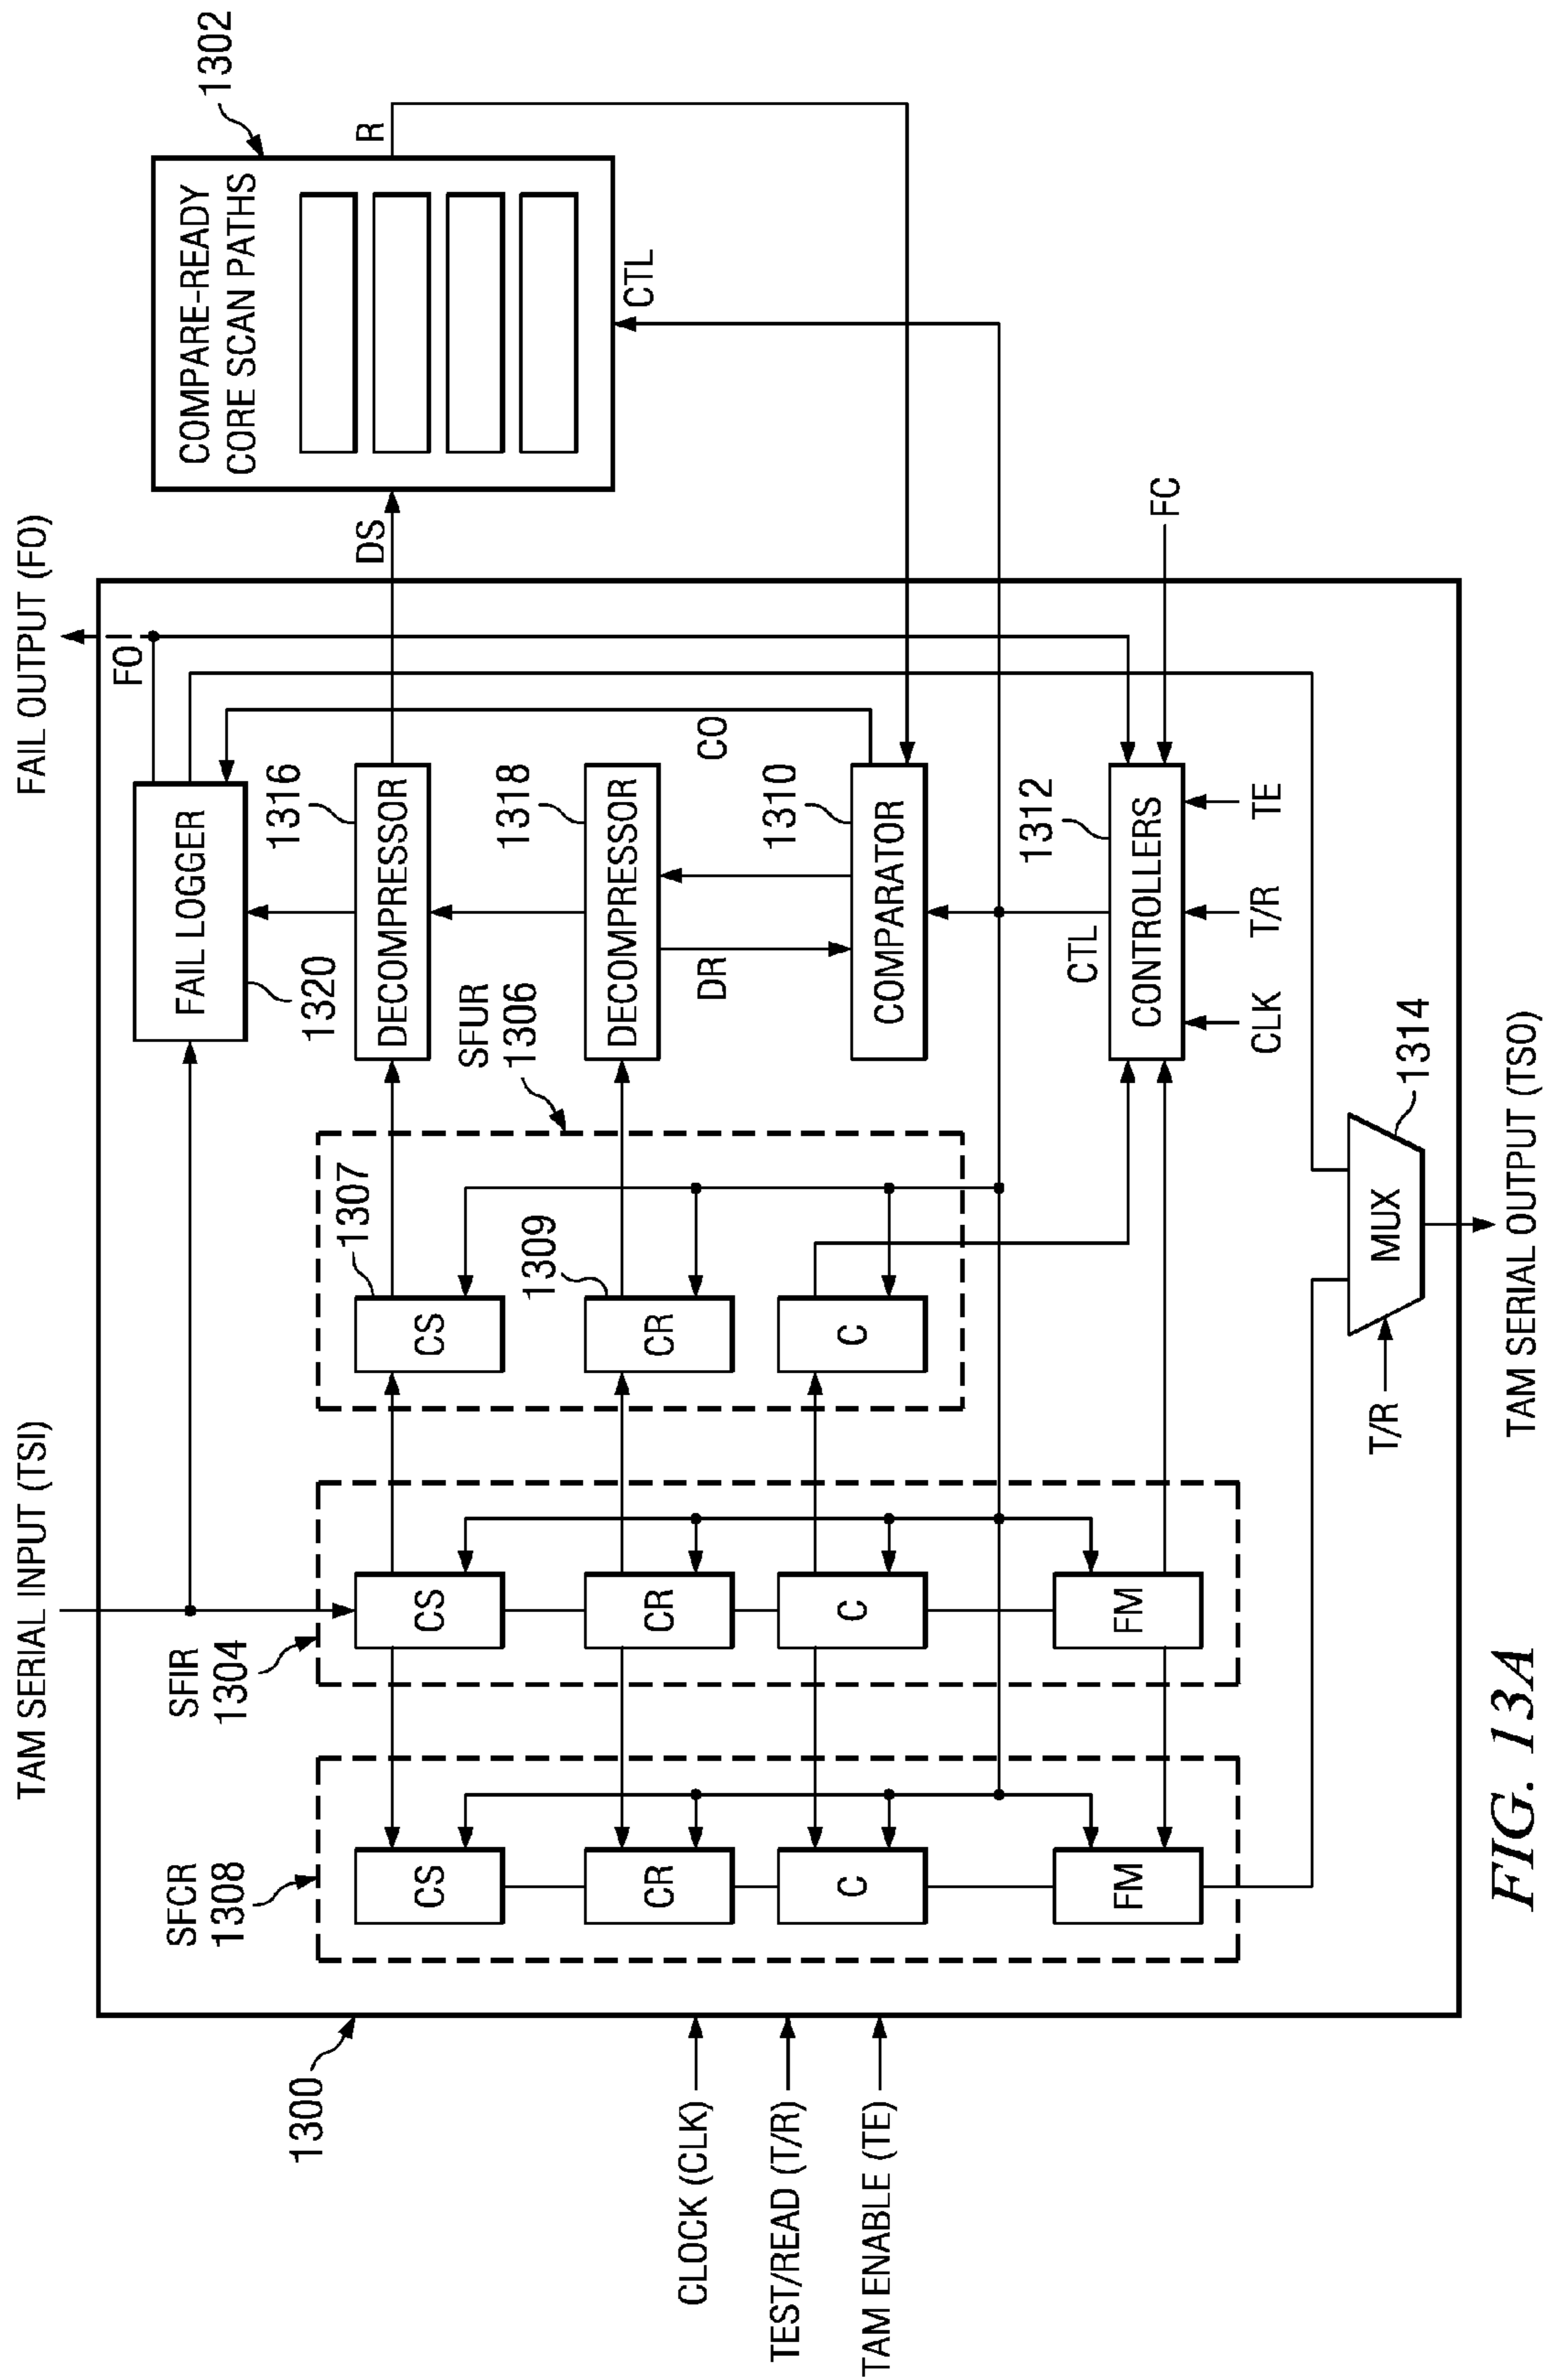 TAM SERIAL INPUT (TSI)
FAIL OUTPUT (FO)
1300
SFCR
1308
SFIR
1304
FO
1302
COMPARE-READY
CORE SCAN PATHS
CS
CS
CS
1307
SFUR
1306
FAIL LOGGER
1320
DECOMPRESSOR
1316
DS
R
CLOCK (CLK)
TEST/READ (T/R)
TAM ENABLE (TE)
CR
CR
CR
1309
DECOMPRESSOR
1318
DR
CO
C
C
C
COMPARATOR
1310
CTL
CTL
FM
FM
CONTROLLERS
1312
FC
CLK
T/R
TE
T/R
MUX
1314
TAM SERIAL OUTPUT (TSO)
FIG. 13A